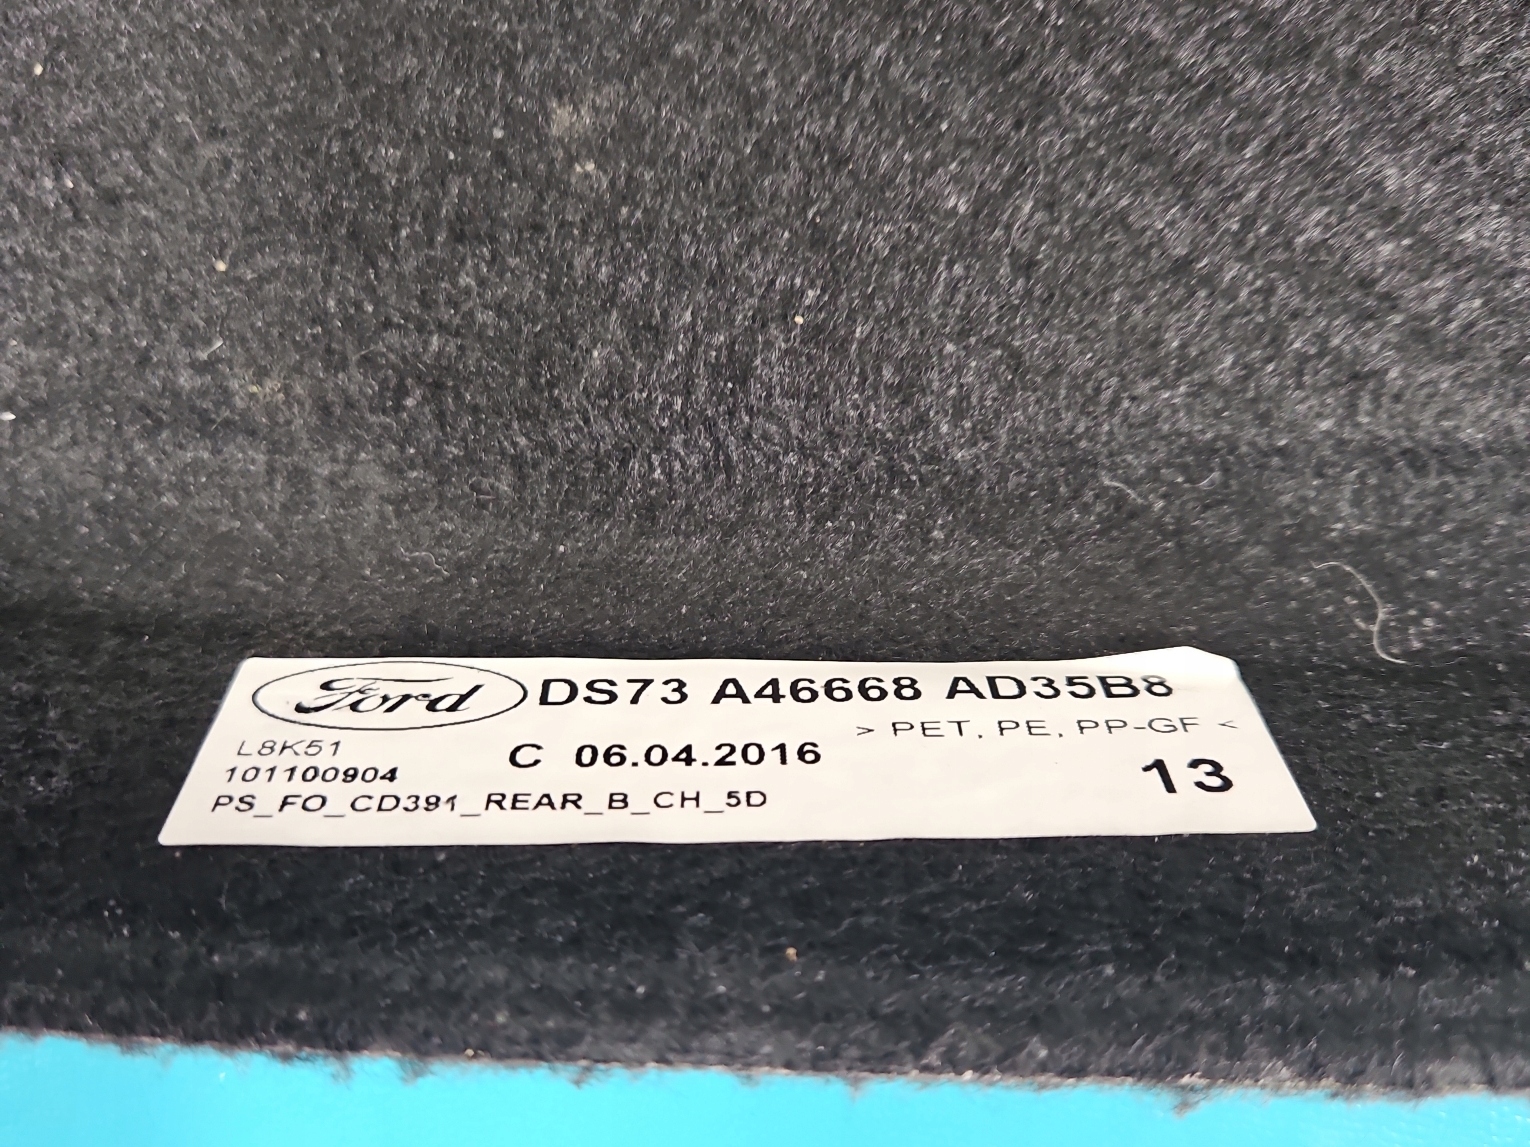 Ford DS73 A46668 AD35B8
> PET, PE, PP-GF <
L8K51
C 06.04.2016
101100904
13
PS_FO_CD391_REAR_B_CH_5D